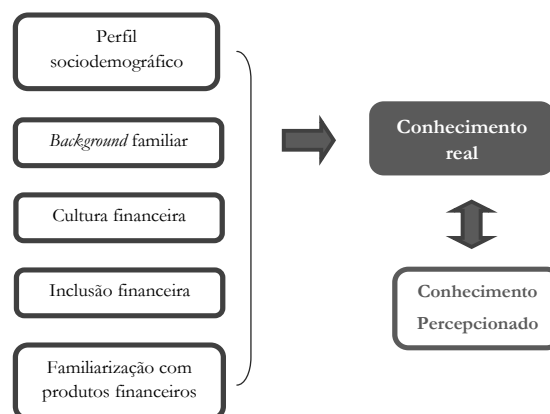 Perfil
sociodemográfico
Background familiar
Cultura financeira
Inclusão financeira
Familiarização com
produtos financeiros
Conhecimento
real
Conhecimento
Percepcionado